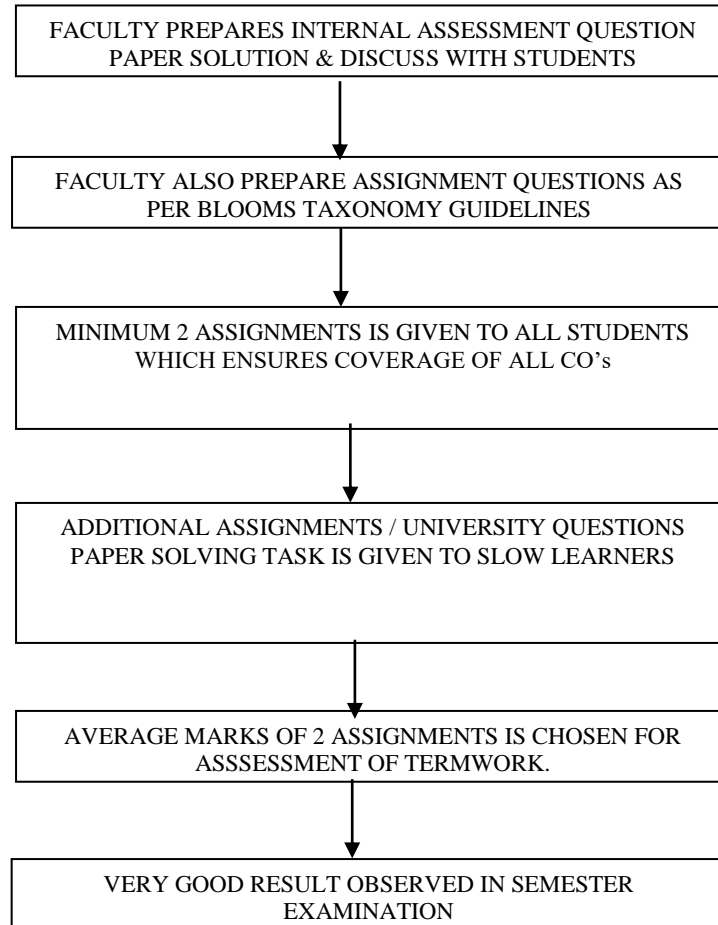 FACULTY PREPARES INTERNAL ASSESSMENT QUESTION
PAPER SOLUTION & DISCUSS WITH STUDENTS
FACULTY ALSO PREPARE ASSIGNMENT QUESTIONS AS
PER BLOOMS TAXONOMY GUIDELINES
MINIMUM 2 ASSIGNMENTS IS GIVEN TO ALL STUDENTS
WHICH ENSURES COVERAGE OF ALL CO’s
ADDITIONAL ASSIGNMENTS / UNIVERSITY QUESTIONS
PAPER SOLVING TASK IS GIVEN TO SLOW LEARNERS
AVERAGE MARKS OF 2 ASSIGNMENTS IS CHOSEN FOR
ASSSESSMENT OF TERMWORK.
VERY GOOD RESULT OBSERVED IN SEMESTER
EXAMINATION